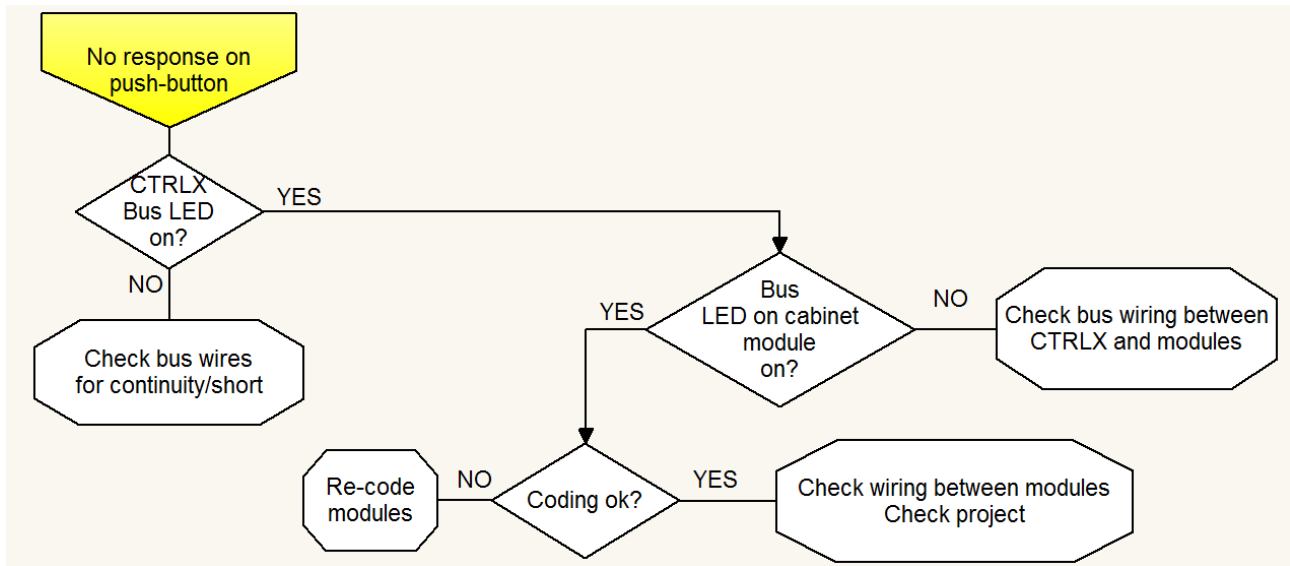 No response on
push-button
CTRLX
Bus LED
on?
YES
NO
Check bus wires
for continuity/short
Bus
LED on cabinet
module
on?
YES
NO
Check bus wiring between
CTRLX and modules
Coding ok?
NO
Re-code
modules
YES
Check wiring between modules
Check project